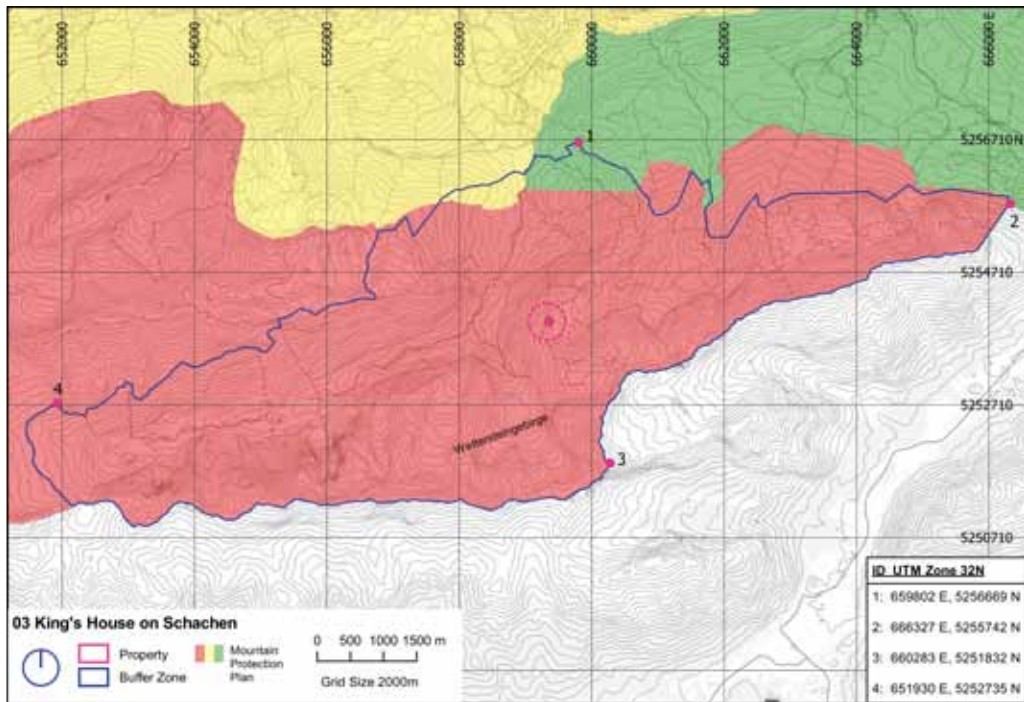 652000
654000
656000
658000
660000
662000
664000
666000 E
1
5256710 N
2
5254710
4
5252710
Wettersteingebirge
3
5250710
ID UTM Zone 32N
1: 659802 E, 5256669 N
2: 666327 E, 5255742 N
3: 660283 E, 5251832 N
4: 651930 E, 5252735 N
03 King's House on Schachen
Property
Buffer Zone
Mountain
Protection
Plan
0 500 1000 1500 m
Grid Size 2000m